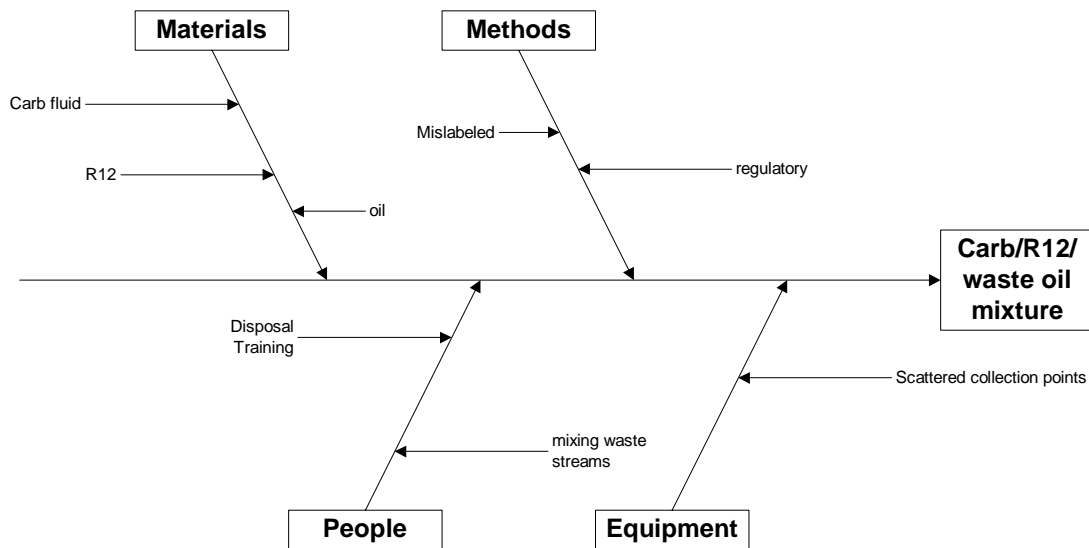 Materials
Methods
Carb fluid
Mislabeled
R12
regulatory
oil
Carb/R12/
waste oil
mixture
Disposal
Training
Scattered collection points
mixing waste
streams
People
Equipment